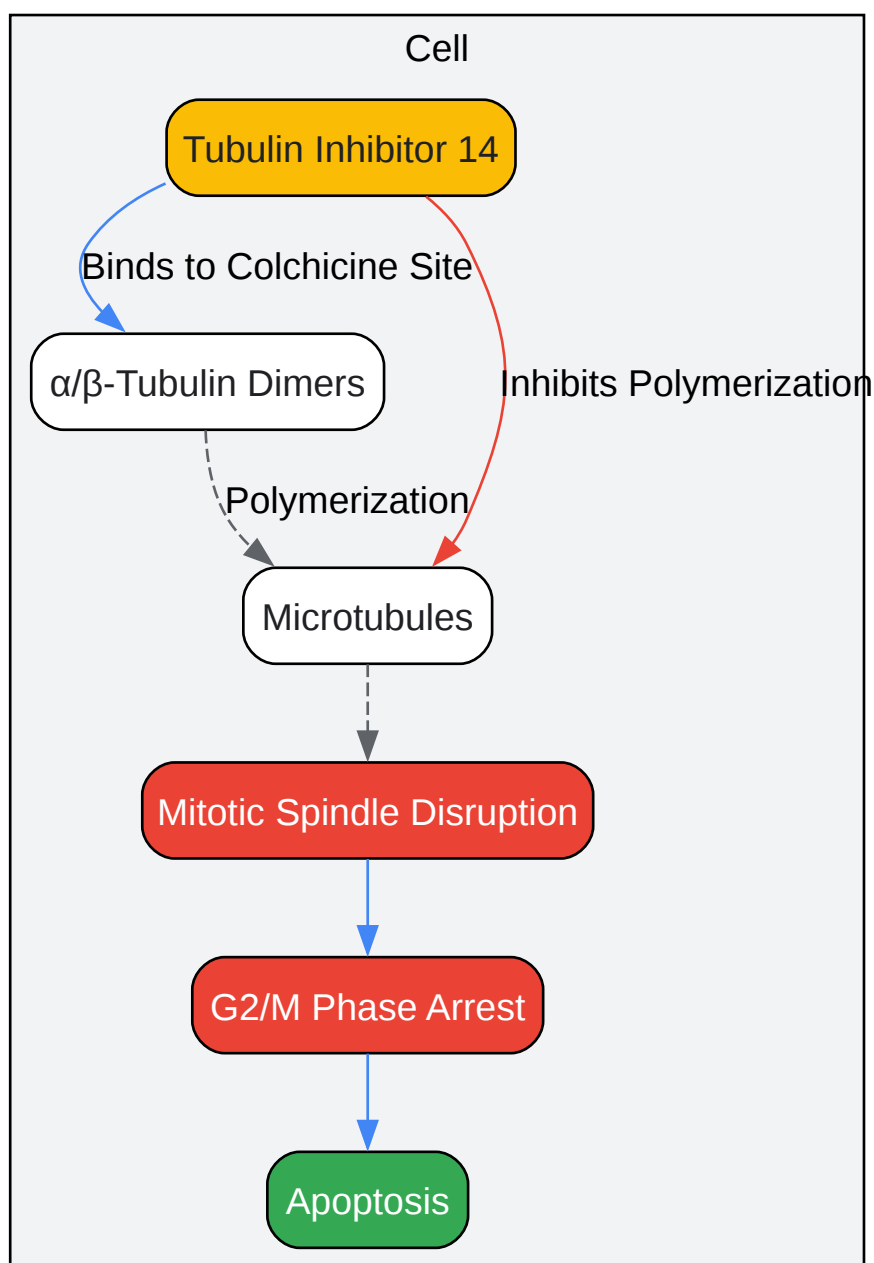 Cell
Tubulin Inhibitor 14
Binds to Colchicine Site
α/β-Tubulin Dimers
Inhibits Polymerization
Polymerization
Microtubules
Mitotic Spindle Disruption
G2/M Phase Arrest
Apoptosis